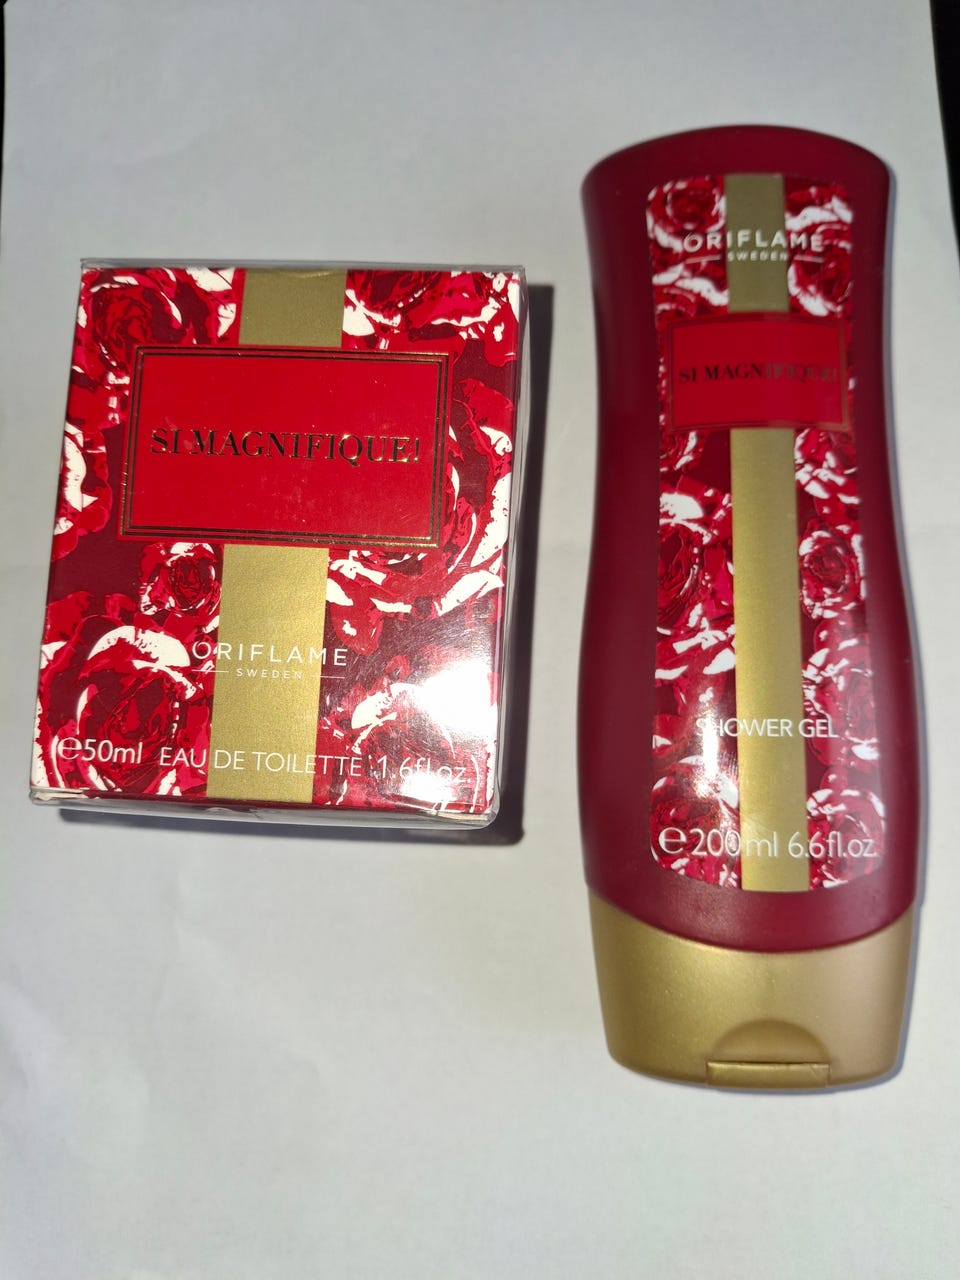 SI MAGNIFIQUE!
ORIFLAME
SWEDEN
℮50ml EAU DE TOILETTE 1.6fl.oz.
ORIFLAME
SWEDEN
SI MAGNIFIQUE!
SHOWER GEL
℮ 200ml 6.6fl.oz.